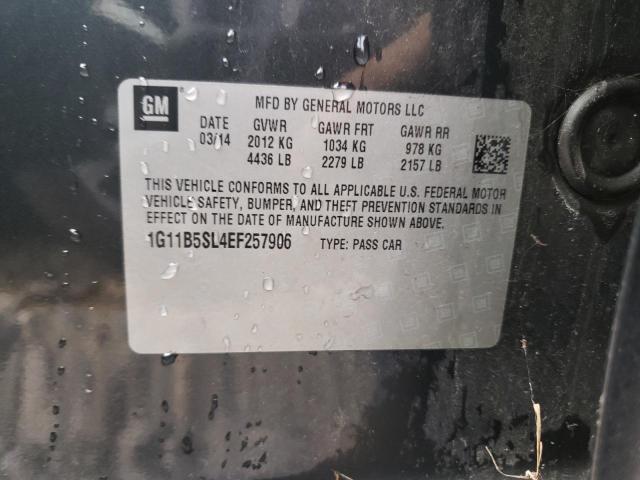 GM
MFD BY GENERAL MOTORS LLC
DATE GVWR GAWR FRT GAWR RR
03/14 2012 KG 1034 KG 978 KG
4436 LB 2279 LB 2157 LB
THIS VEHICLE CONFORMS TO ALL APPLICABLE U.S. FEDERAL MOTOR
VEHICLE SAFETY, BUMPER, AND THEFT PREVENTION STANDARDS IN
EFFECT ON THE DATE OF MANUFACTURE SHOWN ABOVE.
1G11B5SL4EF257906 TYPE: PASS CAR